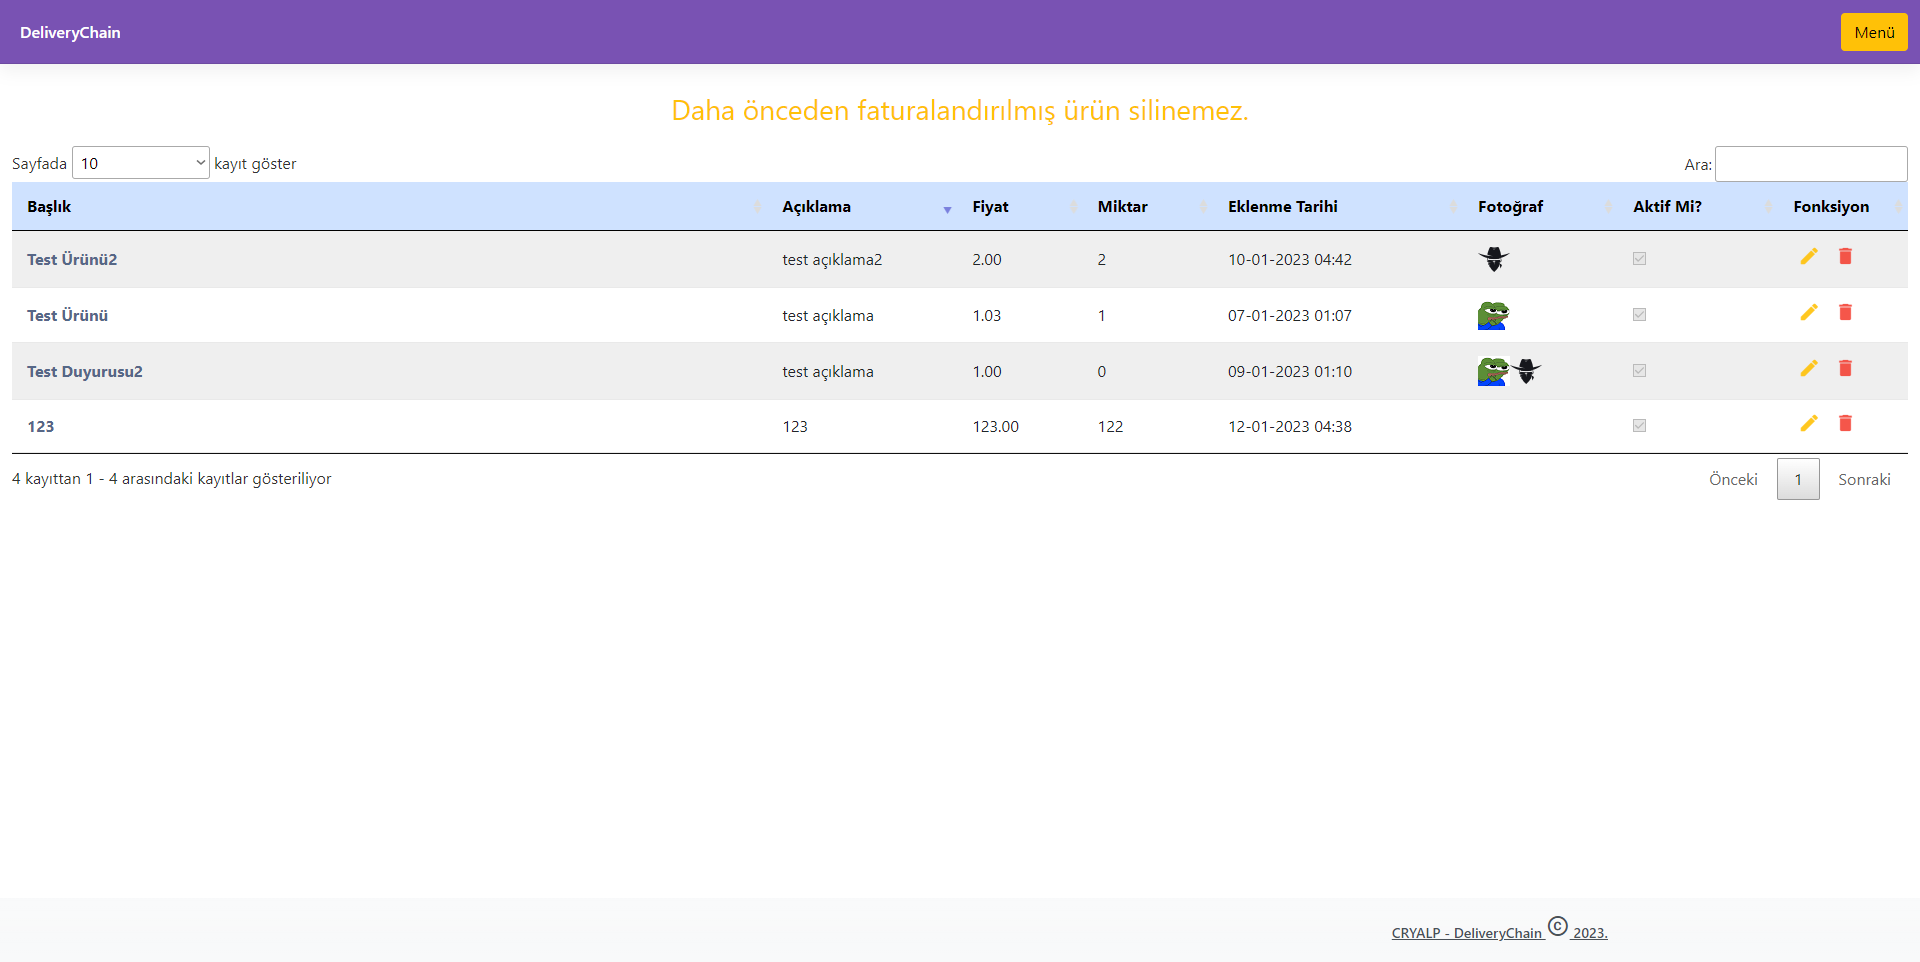 DeliveryChain
Menü
Daha önceden faturalandırılmış ürün silinemez.
Sayfada 10 kayıt göster
Ara:
Başlık Açıklama Fiyat Miktar Eklenme Tarihi Fotoğraf Aktif Mi? Fonksiyon
Test Ürünü2 test açıklama2 2.00 2 10-01-2023 04:42
Test Ürünü test açıklama 1.03 1 07-01-2023 01:07
Test Duyurusu2 test açıklama 1.00 0 09-01-2023 01:10
123 123 123.00 122 12-01-2023 04:38
4 kayıttan 1 - 4 arasındaki kayıtlar gösteriliyor
Önceki 1 Sonraki
CRYALP - DeliveryChain © 2023.